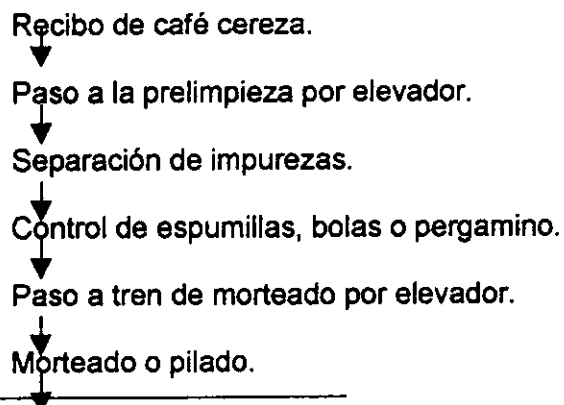 Recibo de café cereza.
Paso a la prelimpieza por elevador.
Separación de impurezas.
Control de espumillas, bolas o pergamino.
Paso a tren de morteado por elevador.
Morteado o pilado.